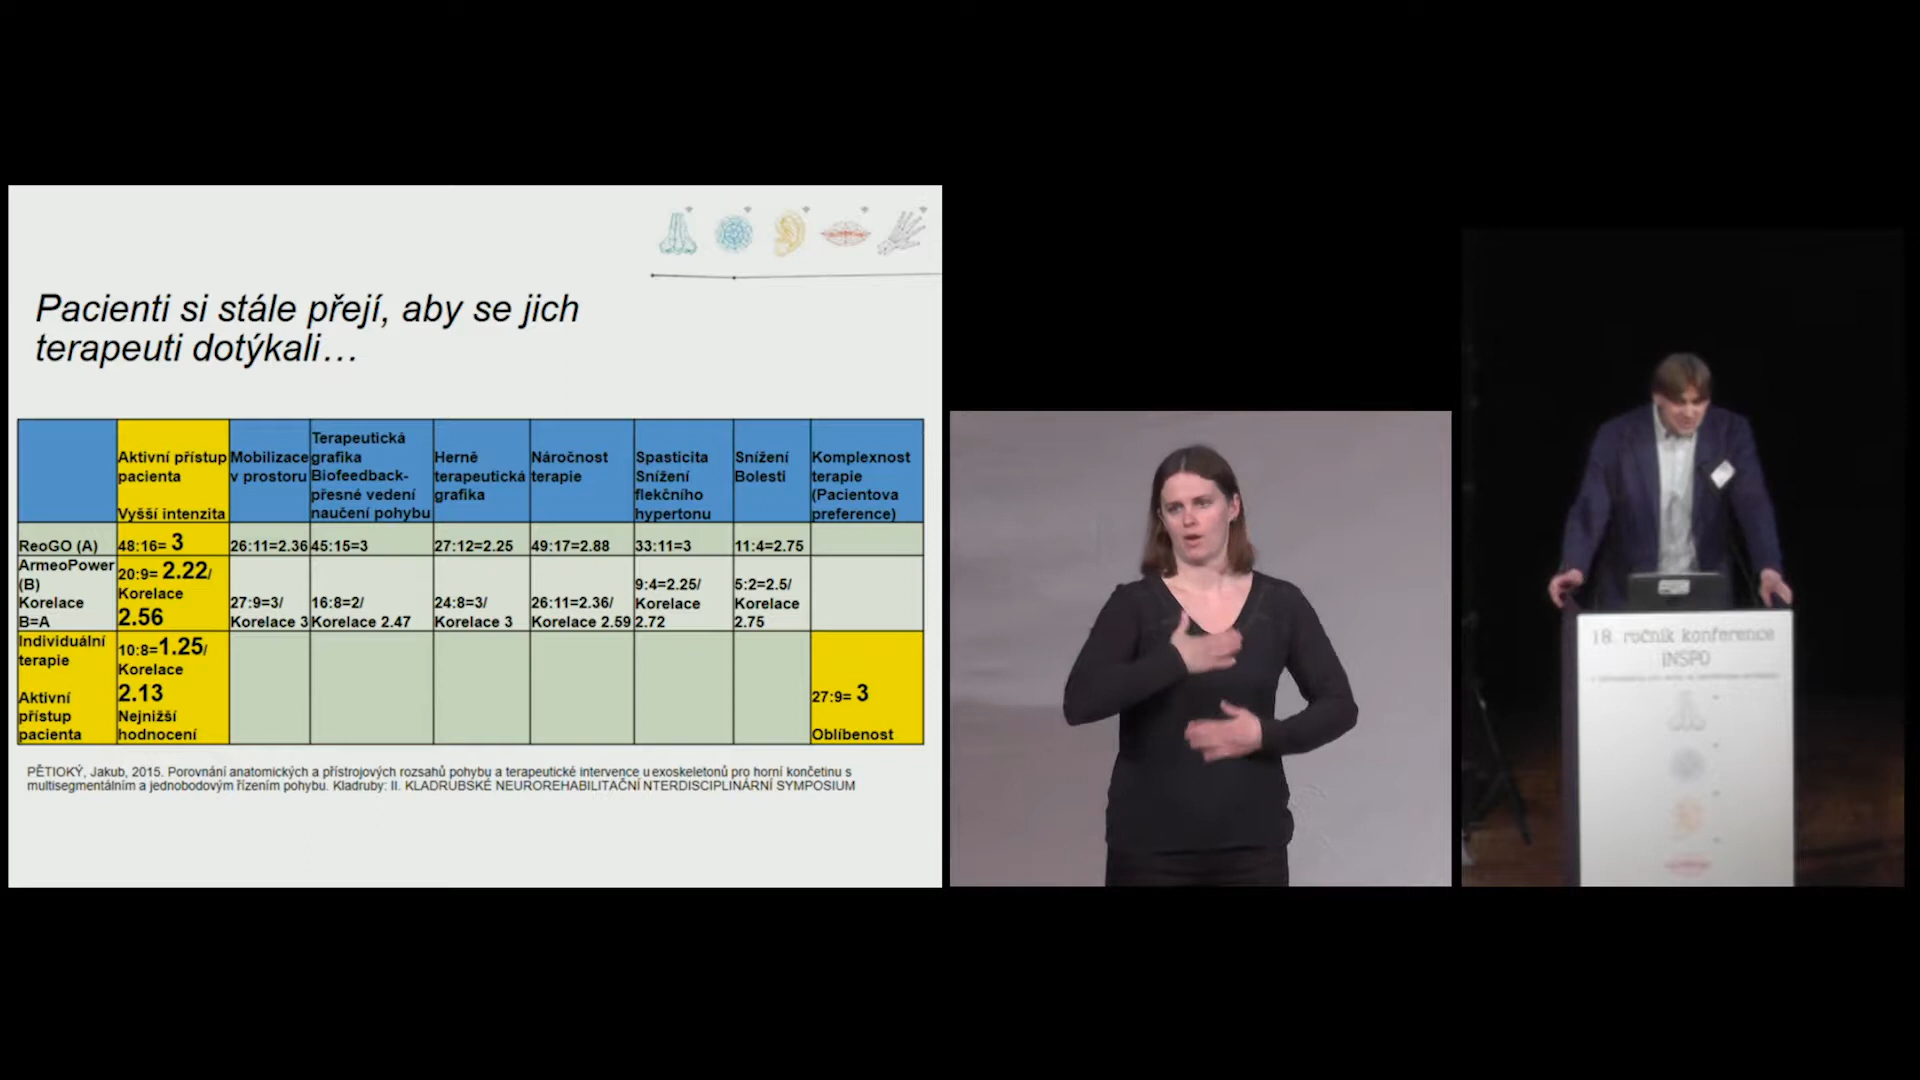 Pacienti si stále přejí, aby se jich
terapeuti dotýkali…
Aktivní přístup
pacienta
Vyšší intenzita
Mobilizace
v prostoru
Terapeutická
grafika
Biofeedback-
přesné vedení
naučení pohybu
Herně
terapeutická
grafika
Náročnost
terapie
Spasticita
Snížení
flekčního
hypertonu
Snížení
Bolesti
Komplexnost
terapie
(Pacientova
preference)
ReoGO (A)
48:16= 3
26:11=2.36
45:15=3
27:12=2.25
49:17=2.88
33:11=3
11:4=2.75
ArmeoPower
(B)
Korelace
B=A
20:9= 2.22/
Korelace
2.56
27:9=3/
Korelace 3
16:8=2/
Korelace 2.47
24:8=3/
Korelace 3
26:11=2.36/
Korelace 2.59
9:4=2.25/
Korelace
2.72
5:2=2.5/
Korelace
2.75
Individuální
terapie
Aktivní
přístup
pacienta
10:8=1.25/
Korelace
2.13
Nejnižší
hodnocení
27:9= 3
Oblíbenost
PĚTIOKÝ, Jakub, 2015. Porovnání anatomických a přístrojových rozsahů pohybu a terapeutické intervence u exoskeletonů pro horní končetinu s
multisegmentálním a jednobodovým řízením pohybu. Kladruby: II. KLADRUBSKÉ NEUROREHABILITAČNÍ NTERDISCIPLINÁRNÍ SYMPOSIUM
18. ročník konference
INSPO